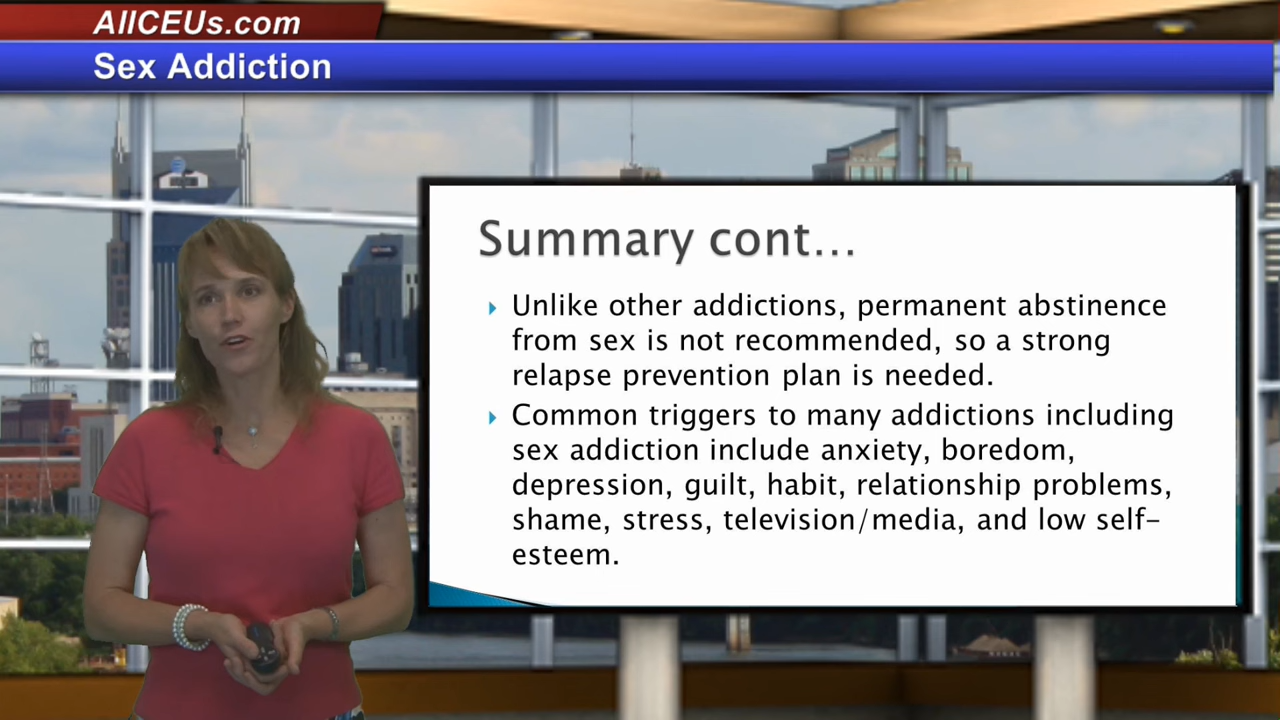 AllCEUs.com
Sex Addiction
Summary cont...
Unlike other addictions, permanent abstinence
from sex is not recommended, so a strong
relapse prevention plan is needed.
Common triggers to many addictions including
sex addiction include anxiety, boredom,
depression, guilt, habit, relationship problems,
shame, stress, television/media, and low self-
esteem.